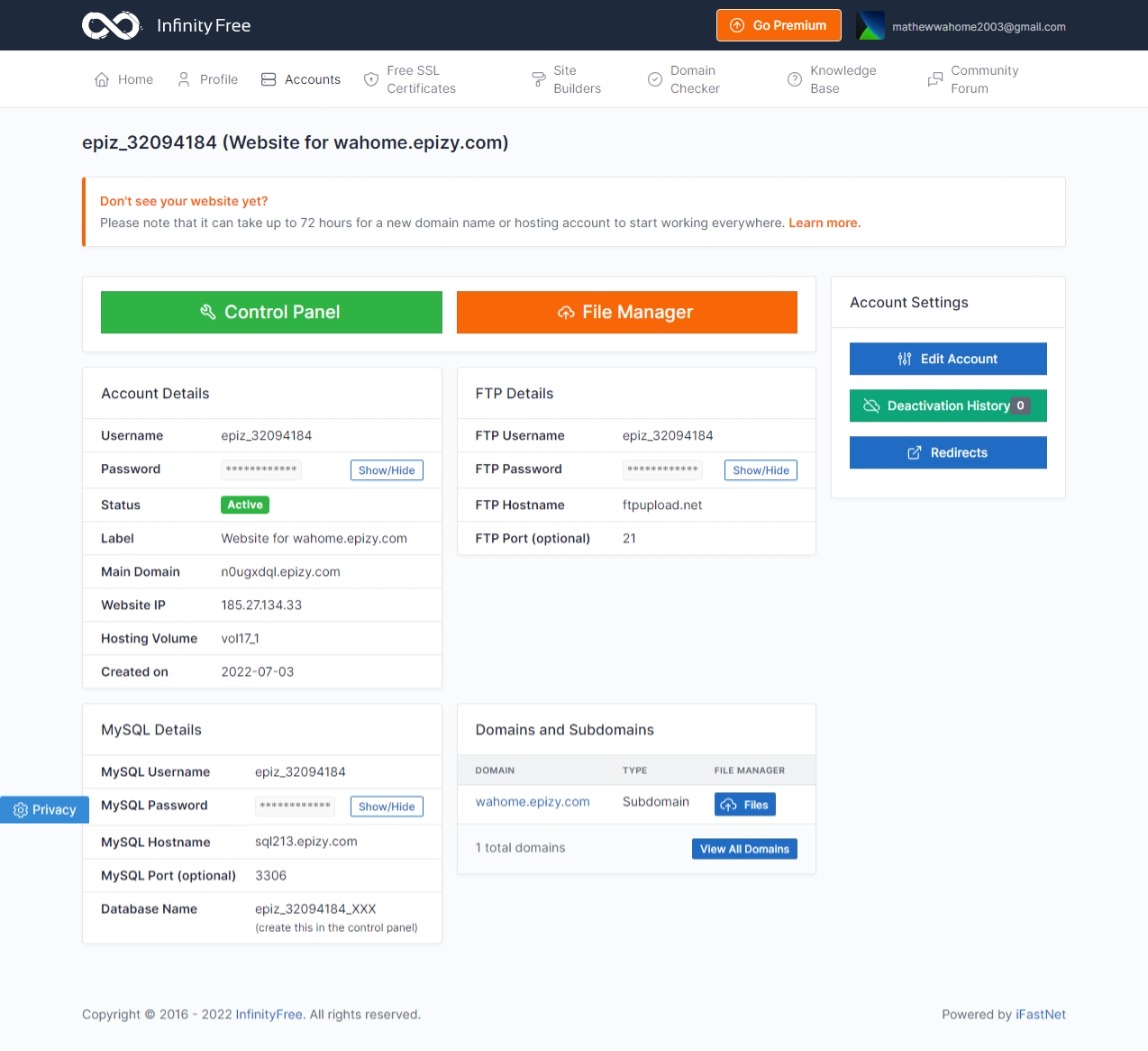 Infinity Free
Go Premium
mathewwahome2003@gmail.com
Home
Profile
Accounts
Free SSL
Certificates
Site
Builders
Domain
Checker
Knowledge
Base
Community
Forum
epiz_32094184 (Website for wahome.epizy.com)
Don't see your website yet?
Please note that it can take up to 72 hours for a new domain name or hosting account to start working everywhere. Learn more.
Control Panel
File Manager
Account Settings
Edit Account
Deactivation History 0
Redirects
Account Details
Username epiz_32094184
Password ************ Show/Hide
Status Active
Label Website for wahome.epizy.com
Main Domain n0ugxdql.epizy.com
Website IP 185.27.134.33
Hosting Volume vol17_1
Created on 2022-07-03
FTP Details
FTP Username epiz_32094184
FTP Password ************ Show/Hide
FTP Hostname ftpupload.net
FTP Port (optional) 21
MySQL Details
MySQL Username epiz_32094184
MySQL Password ************ Show/Hide
MySQL Hostname sql213.epizy.com
MySQL Port (optional) 3306
Database Name epiz_32094184_XXX
(create this in the control panel)
Domains and Subdomains
DOMAIN TYPE FILE MANAGER
wahome.epizy.com Subdomain Files
1 total domains View All Domains
Privacy
Copyright © 2016 - 2022 InfinityFree. All rights reserved.
Powered by iFastNet